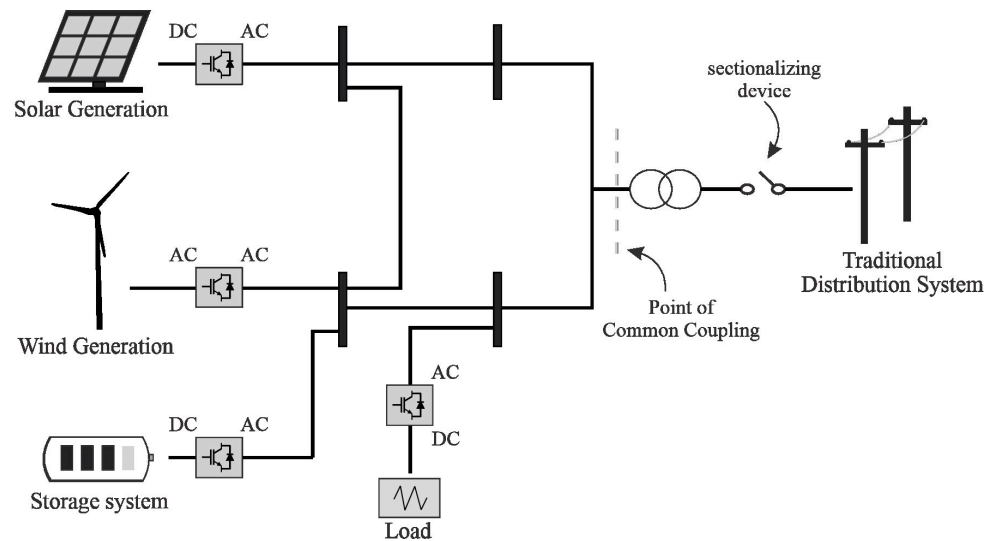 DC
AC
Solar Generation
sectionalizing
device
AC
AC
Wind Generation
Point of
Common Coupling
Traditional
Distribution System
DC
AC
Storage system
AC
DC
Load